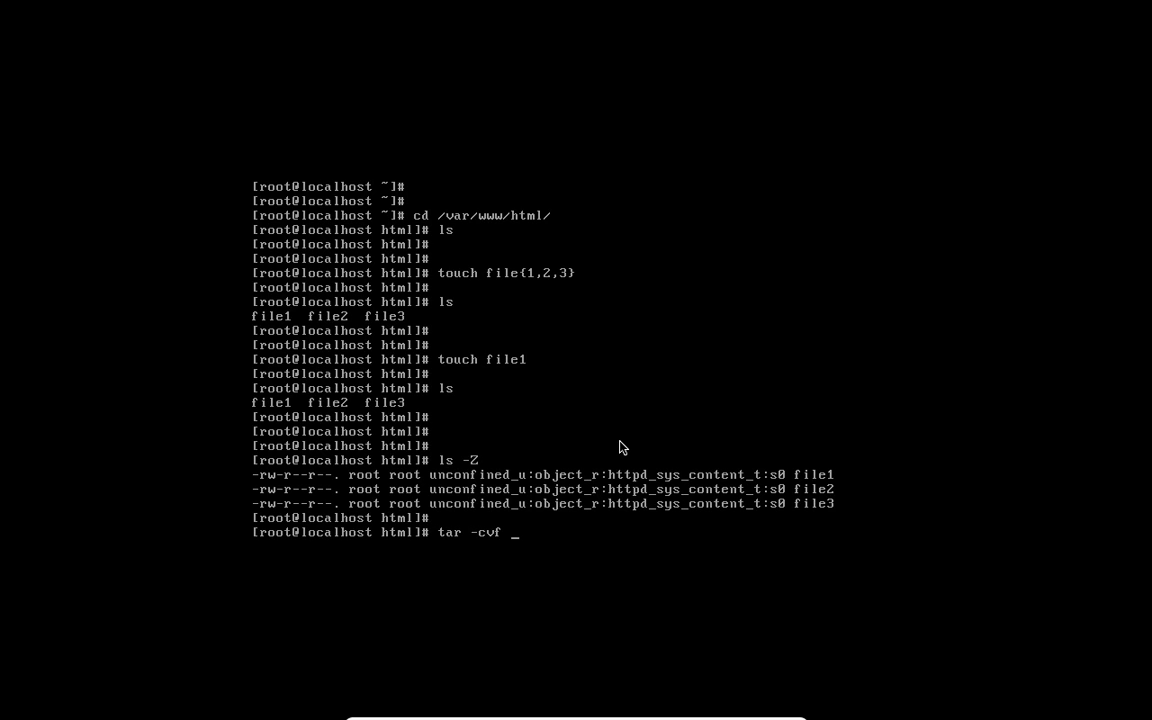 [root@localhost ~]#
[root@localhost ~]#
[root@localhost ~]# cd /var/www/html/
[root@localhost html]# ls
[root@localhost html]#
[root@localhost html]#
[root@localhost html]# touch file{1,2,3}
[root@localhost html]#
[root@localhost html]# ls
file1  file2  file3
[root@localhost html]#
[root@localhost html]#
[root@localhost html]# touch file1
[root@localhost html]#
[root@localhost html]# ls
file1  file2  file3
[root@localhost html]#
[root@localhost html]#
[root@localhost html]#
[root@localhost html]# ls -Z
-rw-r--r--. root root unconfined_u:object_r:httpd_sys_content_t:s0 file1
-rw-r--r--. root root unconfined_u:object_r:httpd_sys_content_t:s0 file2
-rw-r--r--. root root unconfined_u:object_r:httpd_sys_content_t:s0 file3
[root@localhost html]#
[root@localhost html]# tar -cvf _